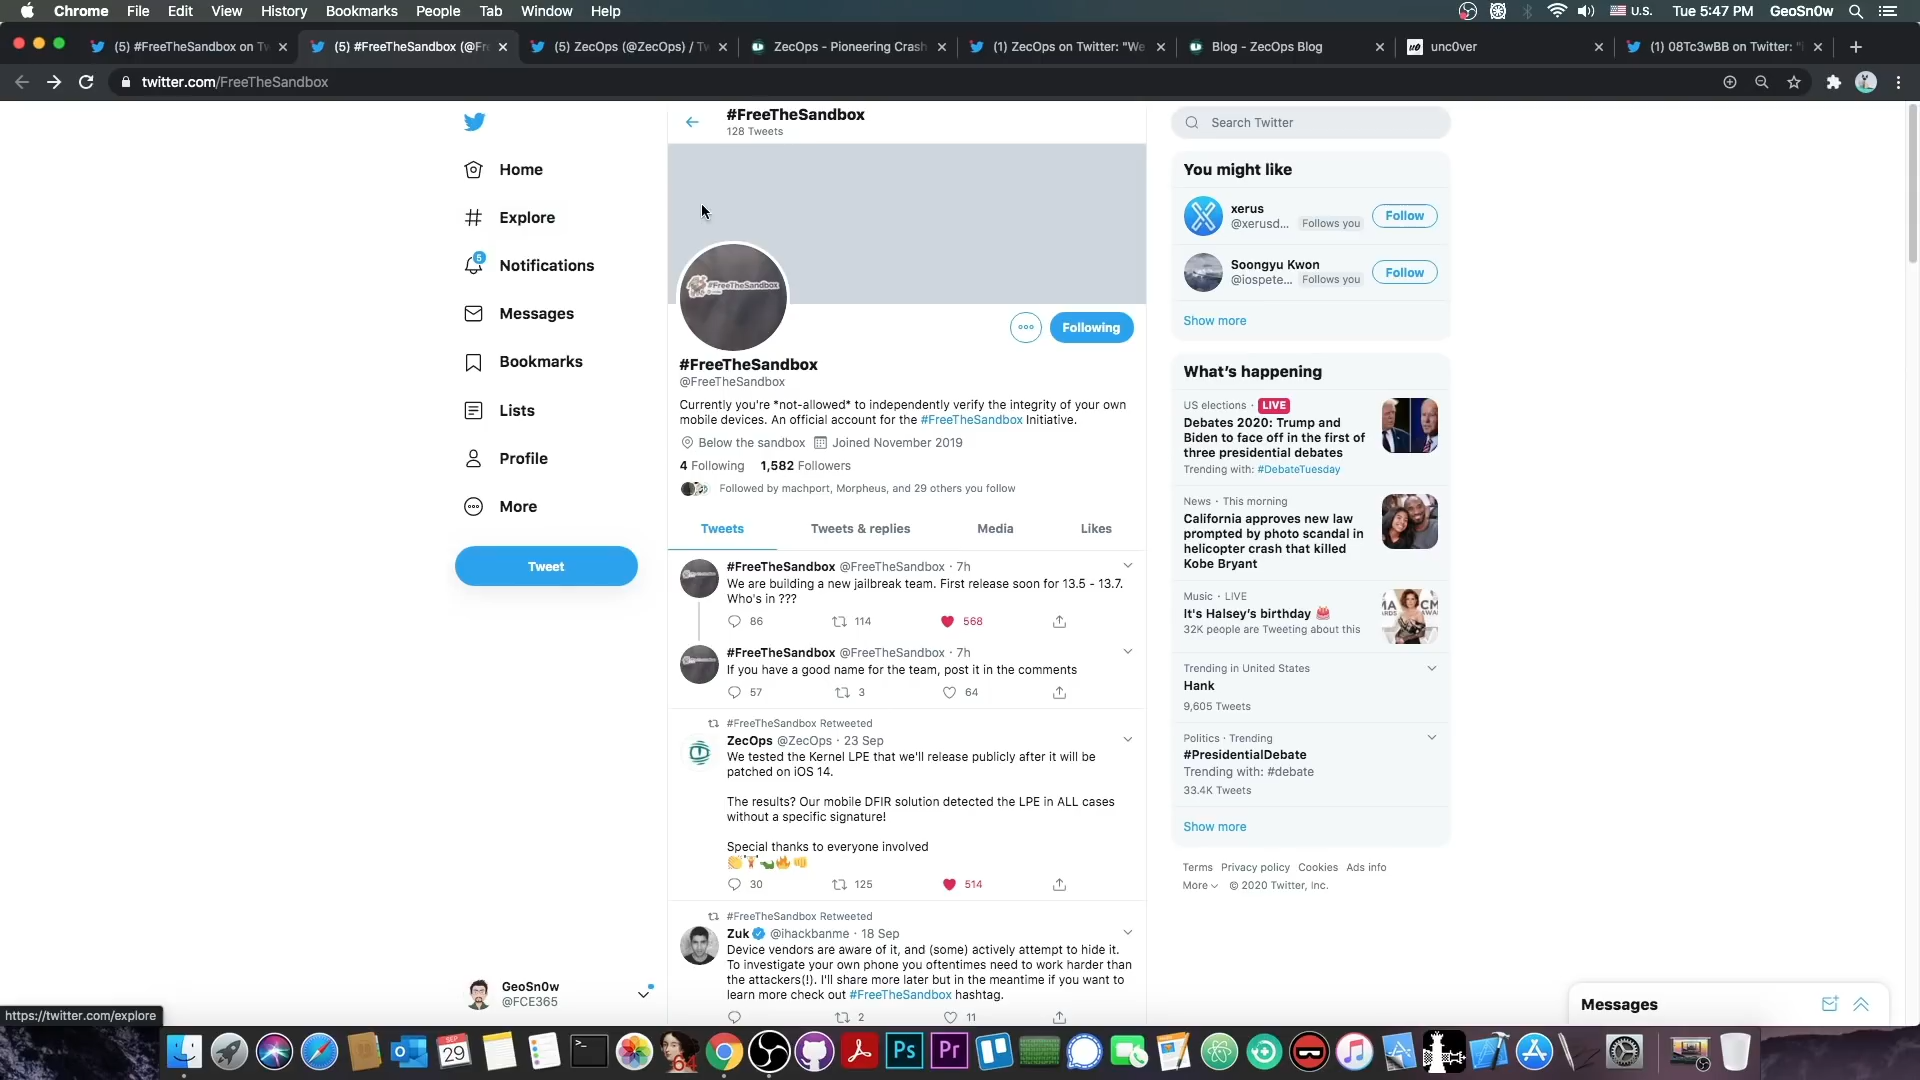 Chrome File Edit View History Bookmarks People Tab Window Help
U.S. Tue 5:47 PM GeoSn0w
(5) #FreeTheSandbox on Tw
(5) #FreeTheSandbox (@Fre
(5) ZecOps (@ZecOps) / Tw
ZecOps - Pioneering Crash
(1) ZecOps on Twitter: "We
Blog - ZecOps Blog
unc0ver
(1) 08Tc3wBB on Twitter: "
twitter.com/FreeTheSandbox
Home
Explore
Notifications
5
Messages
Bookmarks
Lists
Profile
More
Tweet
GeoSn0w
@FCE365
https://twitter.com/explore
#FreeTheSandbox
128 Tweets
#FreeTheSandbox
Following
#FreeTheSandbox
@FreeTheSandbox
Currently you're *not-allowed* to independently verify the integrity of your own
mobile devices. An official account for the #FreeTheSandbox Initiative.
Below the sandbox Joined November 2019
4 Following 1,582 Followers
Followed by machport, Morpheus, and 29 others you follow
Tweets Tweets & replies Media Likes
#FreeTheSandbox @FreeTheSandbox · 7h
We are building a new jailbreak team. First release soon for 13.5 - 13.7.
Who's in ???
86 114 568
#FreeTheSandbox @FreeTheSandbox · 7h
If you have a good name for the team, post it in the comments
57 3 64
#FreeTheSandbox Retweeted
ZecOps @ZecOps · 23 Sep
We tested the Kernel LPE that we'll release publicly after it will be
patched on iOS 14.
The results? Our mobile DFIR solution detected the LPE in ALL cases
without a specific signature!
Special thanks to everyone involved
👏🏋🐊🔥👊
30 125 514
#FreeTheSandbox Retweeted
Zuk @ihackbanme · 18 Sep
Device vendors are aware of it, and (some) actively attempt to hide it.
To investigate your own phone you oftentimes need to work harder than
the attackers(!). I'll share more later but in the meantime if you want to
learn more check out #FreeTheSandbox hashtag.
2 11
Search Twitter
You might like
xerus
@xerusd... Follows you
Follow
Soongyu Kwon
@iospete... Follows you
Follow
Show more
What's happening
US elections · LIVE
Debates 2020: Trump and
Biden to face off in the first of
three presidential debates
Trending with: #DebateTuesday
News · This morning
California approves new law
prompted by photo scandal in
helicopter crash that killed
Kobe Bryant
Music · LIVE
It's Halsey's birthday 🎂
32K people are Tweeting about this
Trending in United States
Hank
9,605 Tweets
Politics · Trending
#PresidentialDebate
Trending with: #debate
33.4K Tweets
Show more
Terms Privacy policy Cookies Ads info
More © 2020 Twitter, Inc.
Messages
SEP
29
64
Ps
Pr